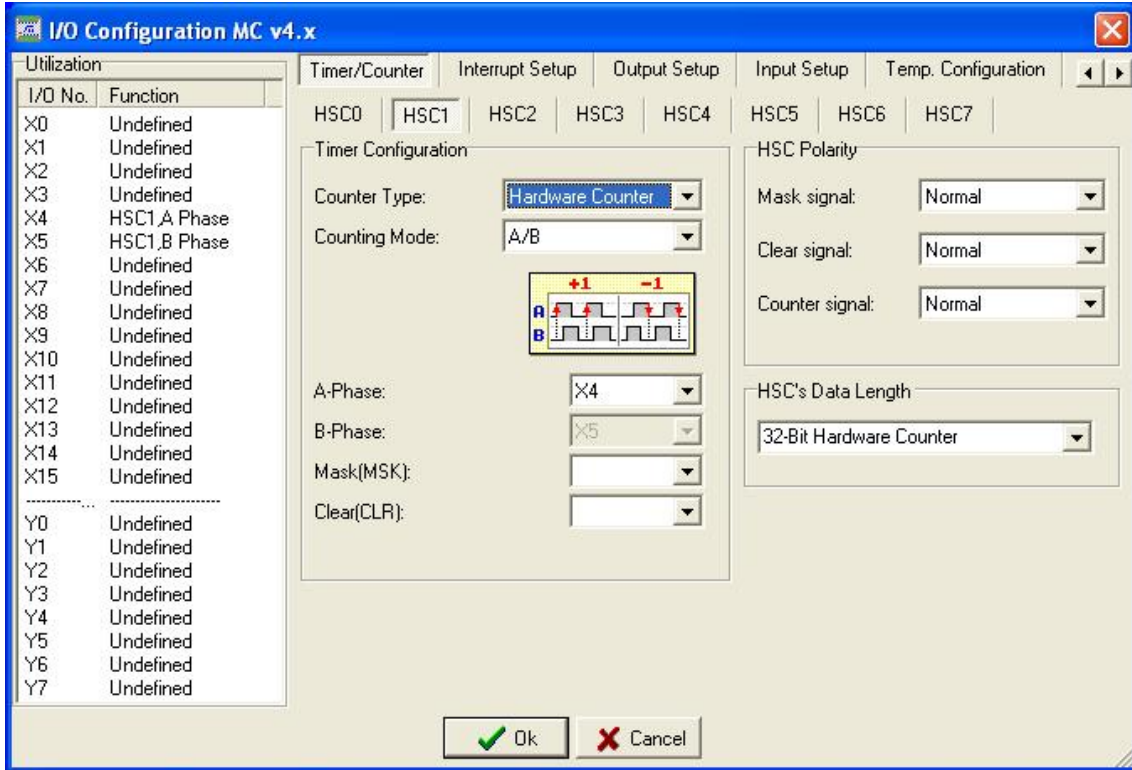 I/O Configuration MC v4.x
Utilization
I/O No. Function
X0 Undefined
X1 Undefined
X2 Undefined
X3 Undefined
X4 HSC1,A Phase
X5 HSC1,B Phase
X6 Undefined
X7 Undefined
X8 Undefined
X9 Undefined
X10 Undefined
X11 Undefined
X12 Undefined
X13 Undefined
X14 Undefined
X15 Undefined
----------... --------------------
Y0 Undefined
Y1 Undefined
Y2 Undefined
Y3 Undefined
Y4 Undefined
Y5 Undefined
Y6 Undefined
Y7 Undefined
Timer/Counter Interrupt Setup Output Setup Input Setup Temp. Configuration
HSC0 HSC1 HSC2 HSC3 HSC4 HSC5 HSC6 HSC7
Timer Configuration
Counter Type: Hardware Counter
Counting Mode: A/B
+1 -1
A
B
A-Phase: X4
B-Phase: X5
Mask(MSK):
Clear(CLR):
HSC Polarity
Mask signal: Normal
Clear signal: Normal
Counter signal: Normal
HSC's Data Length
32-Bit Hardware Counter
Ok Cancel